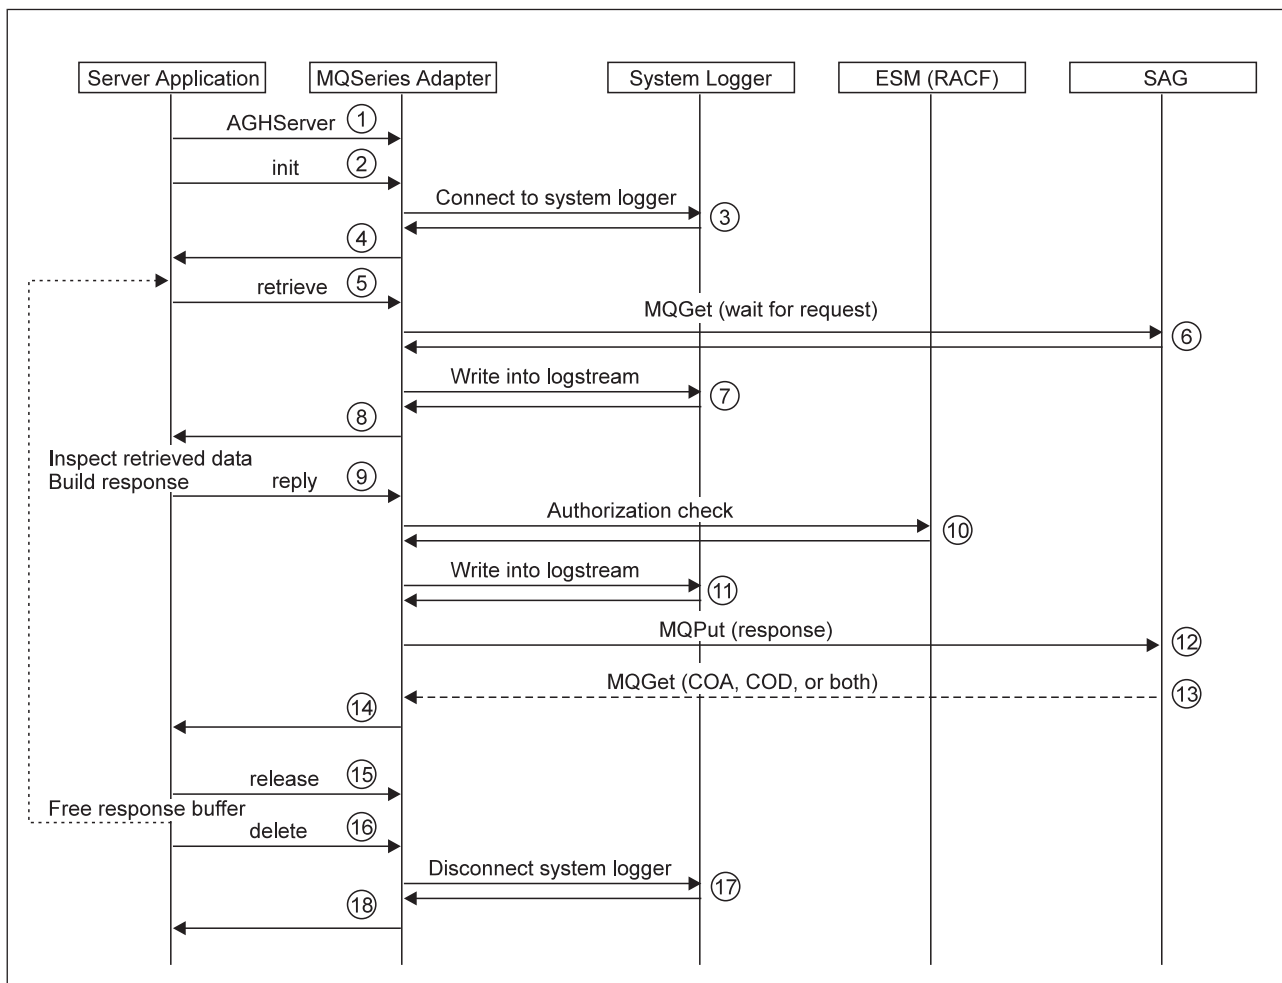 Server Application
MQSeries Adapter
System Logger
ESM (RACF)
SAG
AGHServer 1
init 2
Connect to system logger 3
4
retrieve 5
MQGet (wait for request) 6
Write into logstream 7
8
Inspect retrieved data
Build response
reply 9
Authorization check 10
Write into logstream 11
MQPut (response) 12
MQGet (COA, COD, or both) 13
14
release 15
Free response buffer
delete 16
Disconnect system logger 17
18